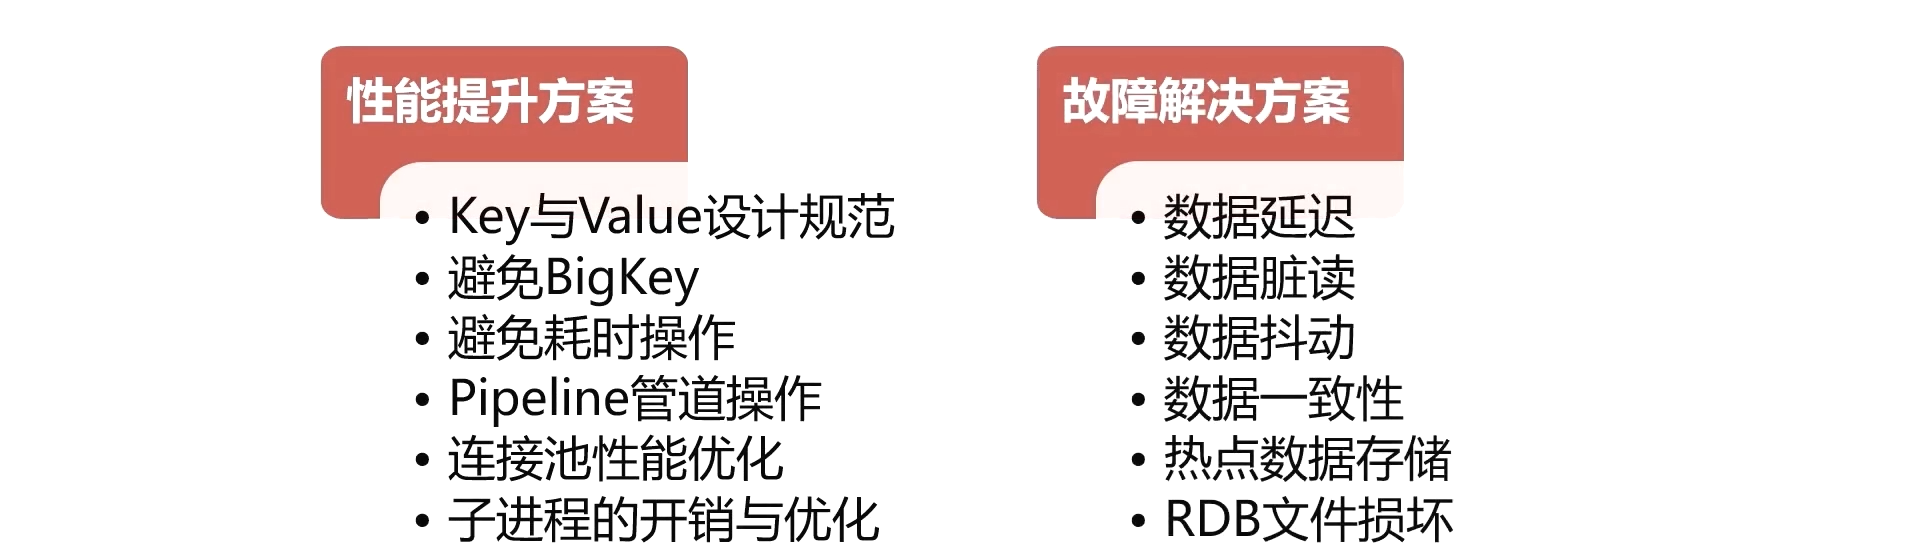 性能提升方案
• Key与Value设计规范
• 避免BigKey
• 避免耗时操作
• Pipeline管道操作
• 连接池性能优化
• 子进程的开销与优化
故障解决方案
• 数据延迟
• 数据脏读
• 数据抖动
• 数据一致性
• 热点数据存储
• RDB文件损坏